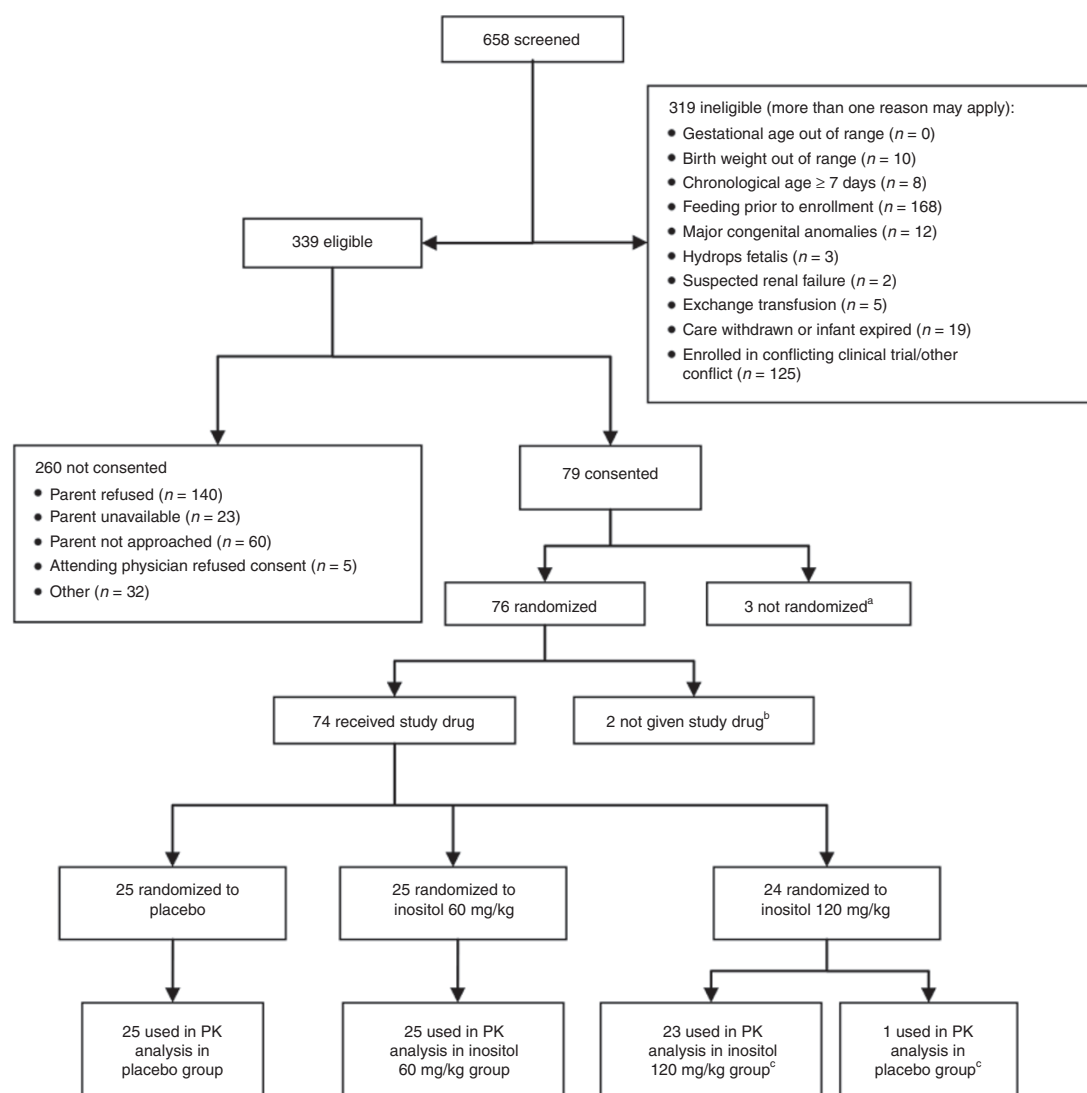 658 screened
319 ineligible (more than one reason may apply):
● Gestational age out of range (n = 0)
● Birth weight out of range (n = 10)
● Chronological age ≥ 7 days (n = 8)
● Feeding prior to enrollment (n = 168)
● Major congenital anomalies (n = 12)
● Hydrops fetalis (n = 3)
● Suspected renal failure (n = 2)
● Exchange transfusion (n = 5)
● Care withdrawn or infant expired (n = 19)
● Enrolled in conflicting clinical trial/other
conflict (n = 125)
339 eligible
260 not consented
● Parent refused (n = 140)
● Parent unavailable (n = 23)
● Parent not approached (n = 60)
● Attending physician refused consent (n = 5)
● Other (n = 32)
79 consented
76 randomized
3 not randomizedᵃ
74 received study drug
2 not given study drugᵇ
25 randomized to
placebo
25 randomized to
inositol 60 mg/kg
24 randomized to
inositol 120 mg/kg
25 used in PK
analysis in
placebo group
25 used in PK
analysis in inositol
60 mg/kg group
23 used in PK
analysis in inositol
120 mg/kg groupᶜ
1 used in PK
analysis in
placebo groupᶜ